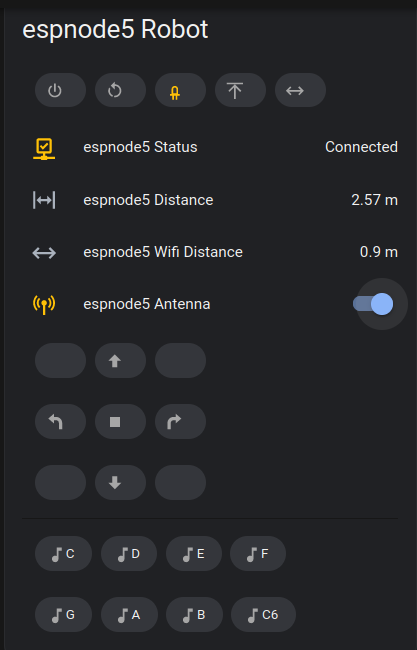 espnode5 Robot
espnode5 Status Connected
espnode5 Distance 2.57 m
espnode5 Wifi Distance 0.9 m
espnode5 Antenna
C D E F
G A B C6